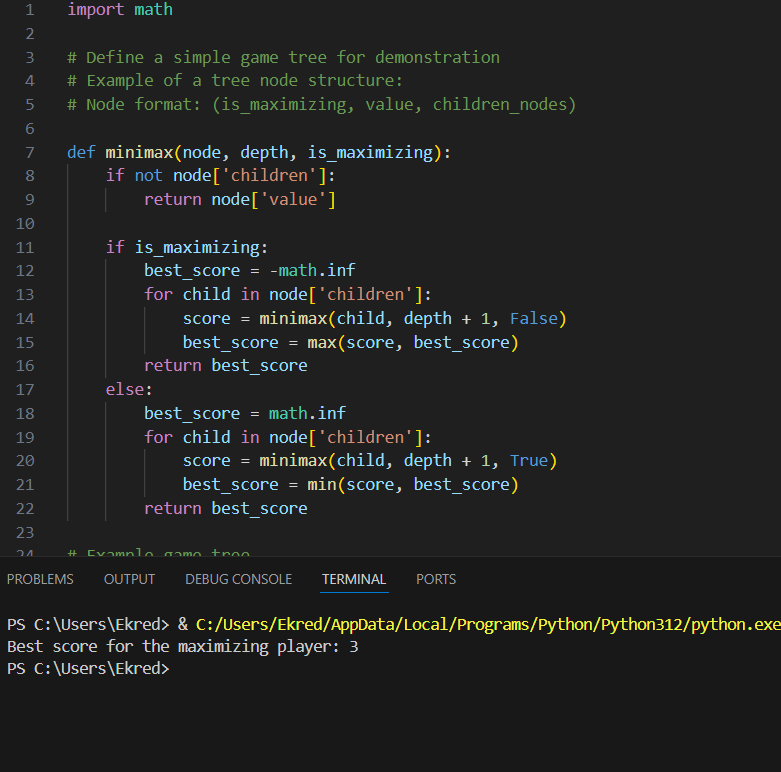 1 import math
2
3 # Define a simple game tree for demonstration
4 # Example of a tree node structure:
5 # Node format: (is_maximizing, value, children_nodes)
6
7 def minimax(node, depth, is_maximizing):
8     if not node['children']:
9         return node['value']
10
11     if is_maximizing:
12         best_score = -math.inf
13         for child in node['children']:
14             score = minimax(child, depth + 1, False)
15             best_score = max(score, best_score)
16         return best_score
17     else:
18         best_score = math.inf
19         for child in node['children']:
20             score = minimax(child, depth + 1, True)
21             best_score = min(score, best_score)
22         return best_score
23
24 # Example game tree
PROBLEMS OUTPUT DEBUG CONSOLE TERMINAL PORTS
PS C:\Users\Ekred> & C:/Users/Ekred/AppData/Local/Programs/Python/Python312/python.exe
Best score for the maximizing player: 3
PS C:\Users\Ekred>